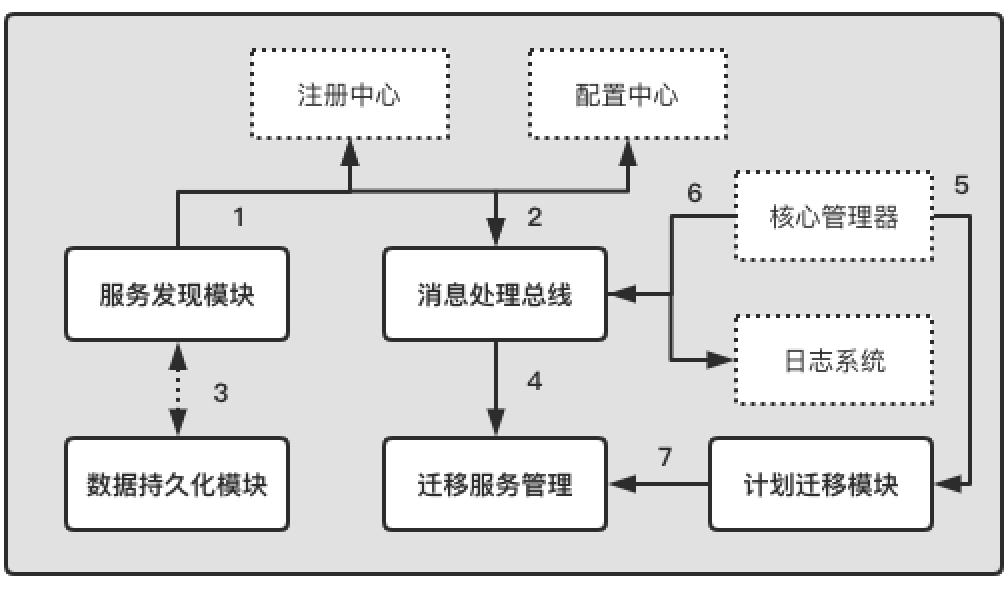 注册中心
配置中心
6
核心管理器
5
1
2
服务发现模块
消息处理总线
日志系统
3
4
数据持久化模块
迁移服务管理
7
计划迁移模块